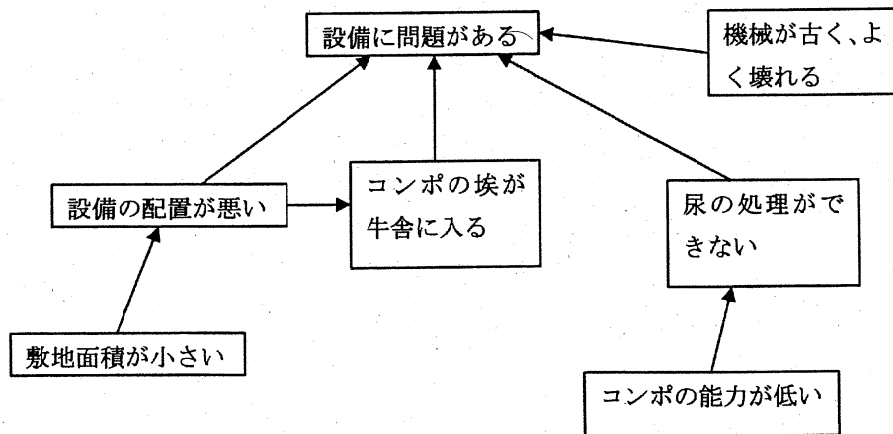 設備に問題がある
機械が古く、よ
く壊れる
設備の配置が悪い
コンポの埃が
牛舎に入る
尿の処理がで
きない
敷地面積が小さい
コンポの能力が低い